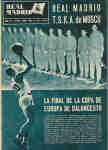 REAL MADRID
REAL MADRID
T.S.K.A. de MOSCU
LA FINAL DE LA COPA DE
EUROPA DE BALONCESTO